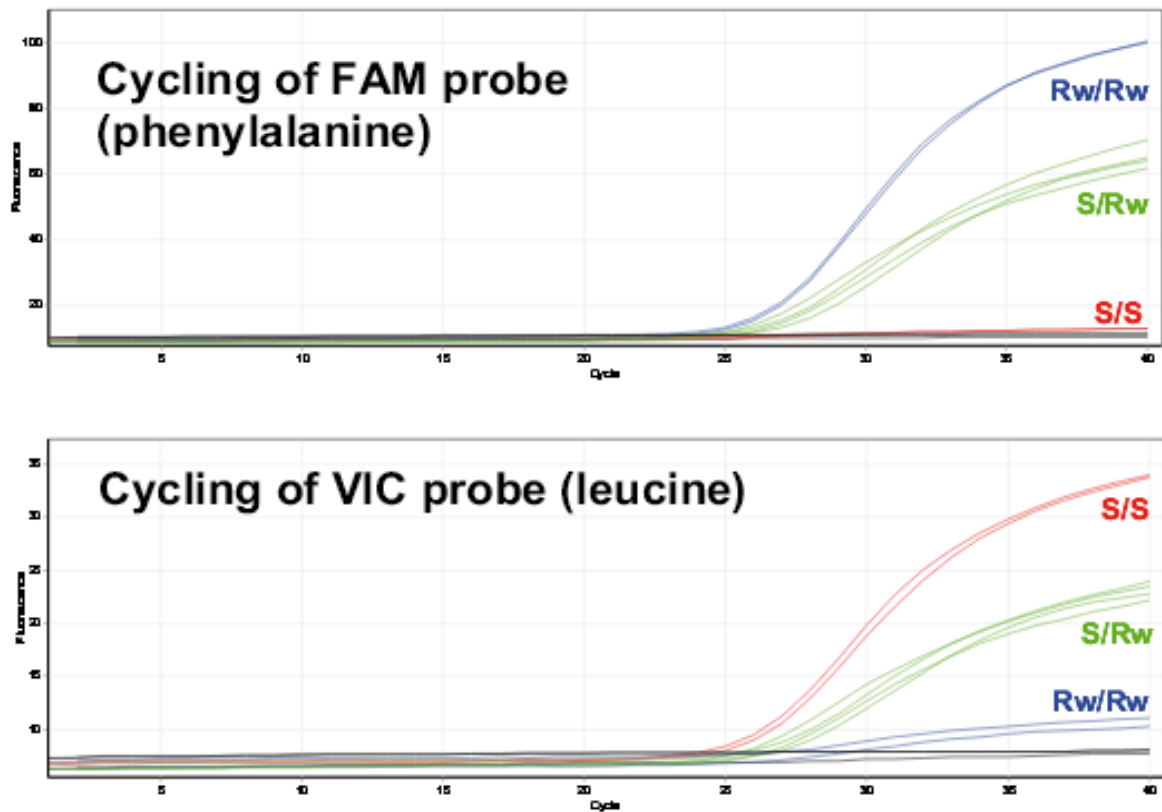 Cycling of FAM probe
(phenylalanine)
Rw/Rw
S/Rw
S/S
100
80
60
40
20
Fluorescence
5 10 15 20 25 30 35 40
Cycle
Cycling of VIC probe (leucine)
S/S
S/Rw
Rw/Rw
35
30
25
20
15
10
Fluorescence
5 10 15 20 25 30 35 40
Cycle